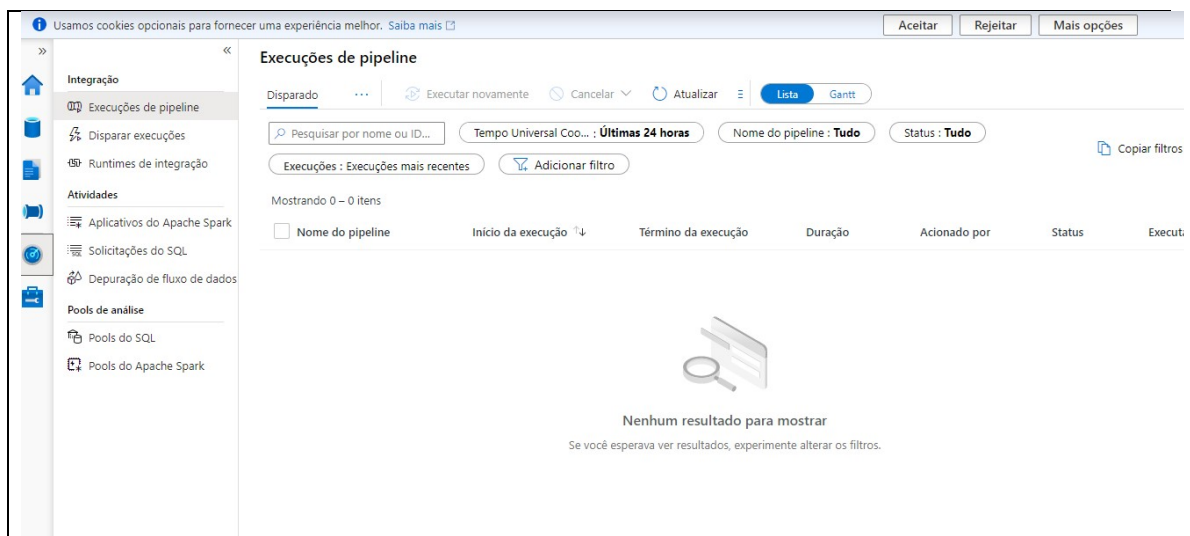 Usamos cookies opcionais para fornecer uma experiência melhor. Saiba mais
Aceitar
Rejeitar
Mais opções
Integração
Execuções de pipeline
Disparar execuções
Runtimes de integração
Atividades
Aplicativos do Apache Spark
Solicitações do SQL
Depuração de fluxo de dados
Pools de análise
Pools do SQL
Pools do Apache Spark
Execuções de pipeline
Disparado ... Executar novamente Cancelar Atualizar Lista Gantt
Pesquisar por nome ou ID... Tempo Universal Coo... : Últimas 24 horas Nome do pipeline : Tudo Status : Tudo
Copiar filtros
Execuções : Execuções mais recentes Adicionar filtro
Mostrando 0 – 0 itens
Nome do pipeline Início da execução Término da execução Duração Acionado por Status Executa
Nenhum resultado para mostrar
Se você esperava ver resultados, experimente alterar os filtros.